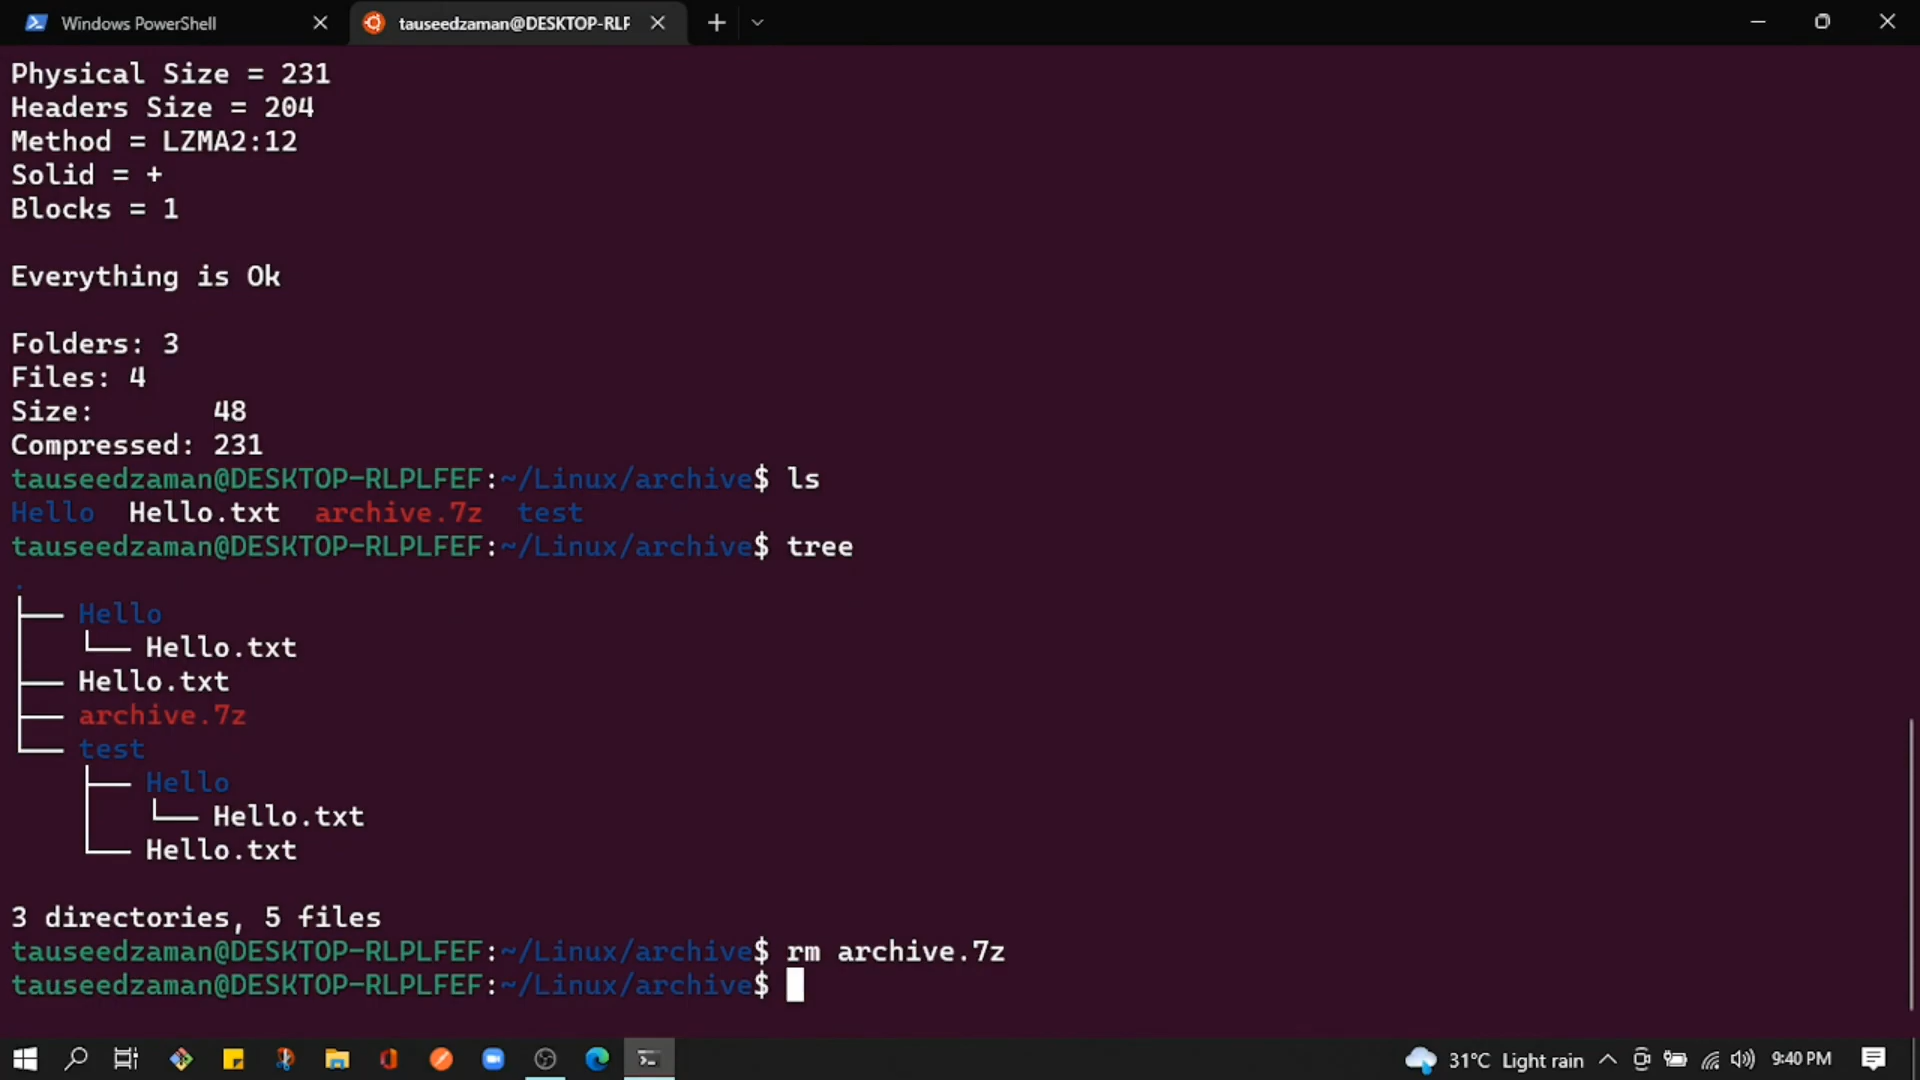 Windows PowerShell
tauseedzaman@DESKTOP-RLP
Physical Size = 231
Headers Size = 204
Method = LZMA2:12
Solid = +
Blocks = 1
Everything is Ok
Folders: 3
Files: 4
Size:       48
Compressed: 231
tauseedzaman@DESKTOP-RLPLFEF:~/Linux/archive$ ls
Hello  Hello.txt  archive.7z  test
tauseedzaman@DESKTOP-RLPLFEF:~/Linux/archive$ tree
.
├── Hello
│   └── Hello.txt
├── Hello.txt
├── archive.7z
└── test
    ├── Hello
    │   └── Hello.txt
    └── Hello.txt
3 directories, 5 files
tauseedzaman@DESKTOP-RLPLFEF:~/Linux/archive$ rm archive.7z
tauseedzaman@DESKTOP-RLPLFEF:~/Linux/archive$
31°C Light rain
9:40 PM